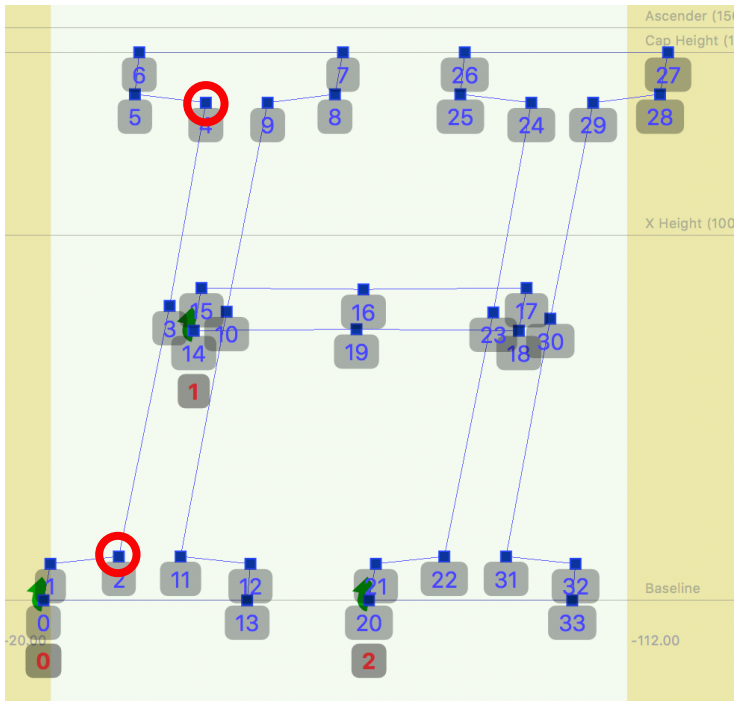 Ascender (150
Cap Height (1
6 7 26 27
5 4 9 8 25 24 29 28
X Height (100
3 15 10 16 23 17 30
14 19 18
1
Baseline
1 2 11 12 21 22 31 32
0 13 20 33
-20.00 -112.00
0 2